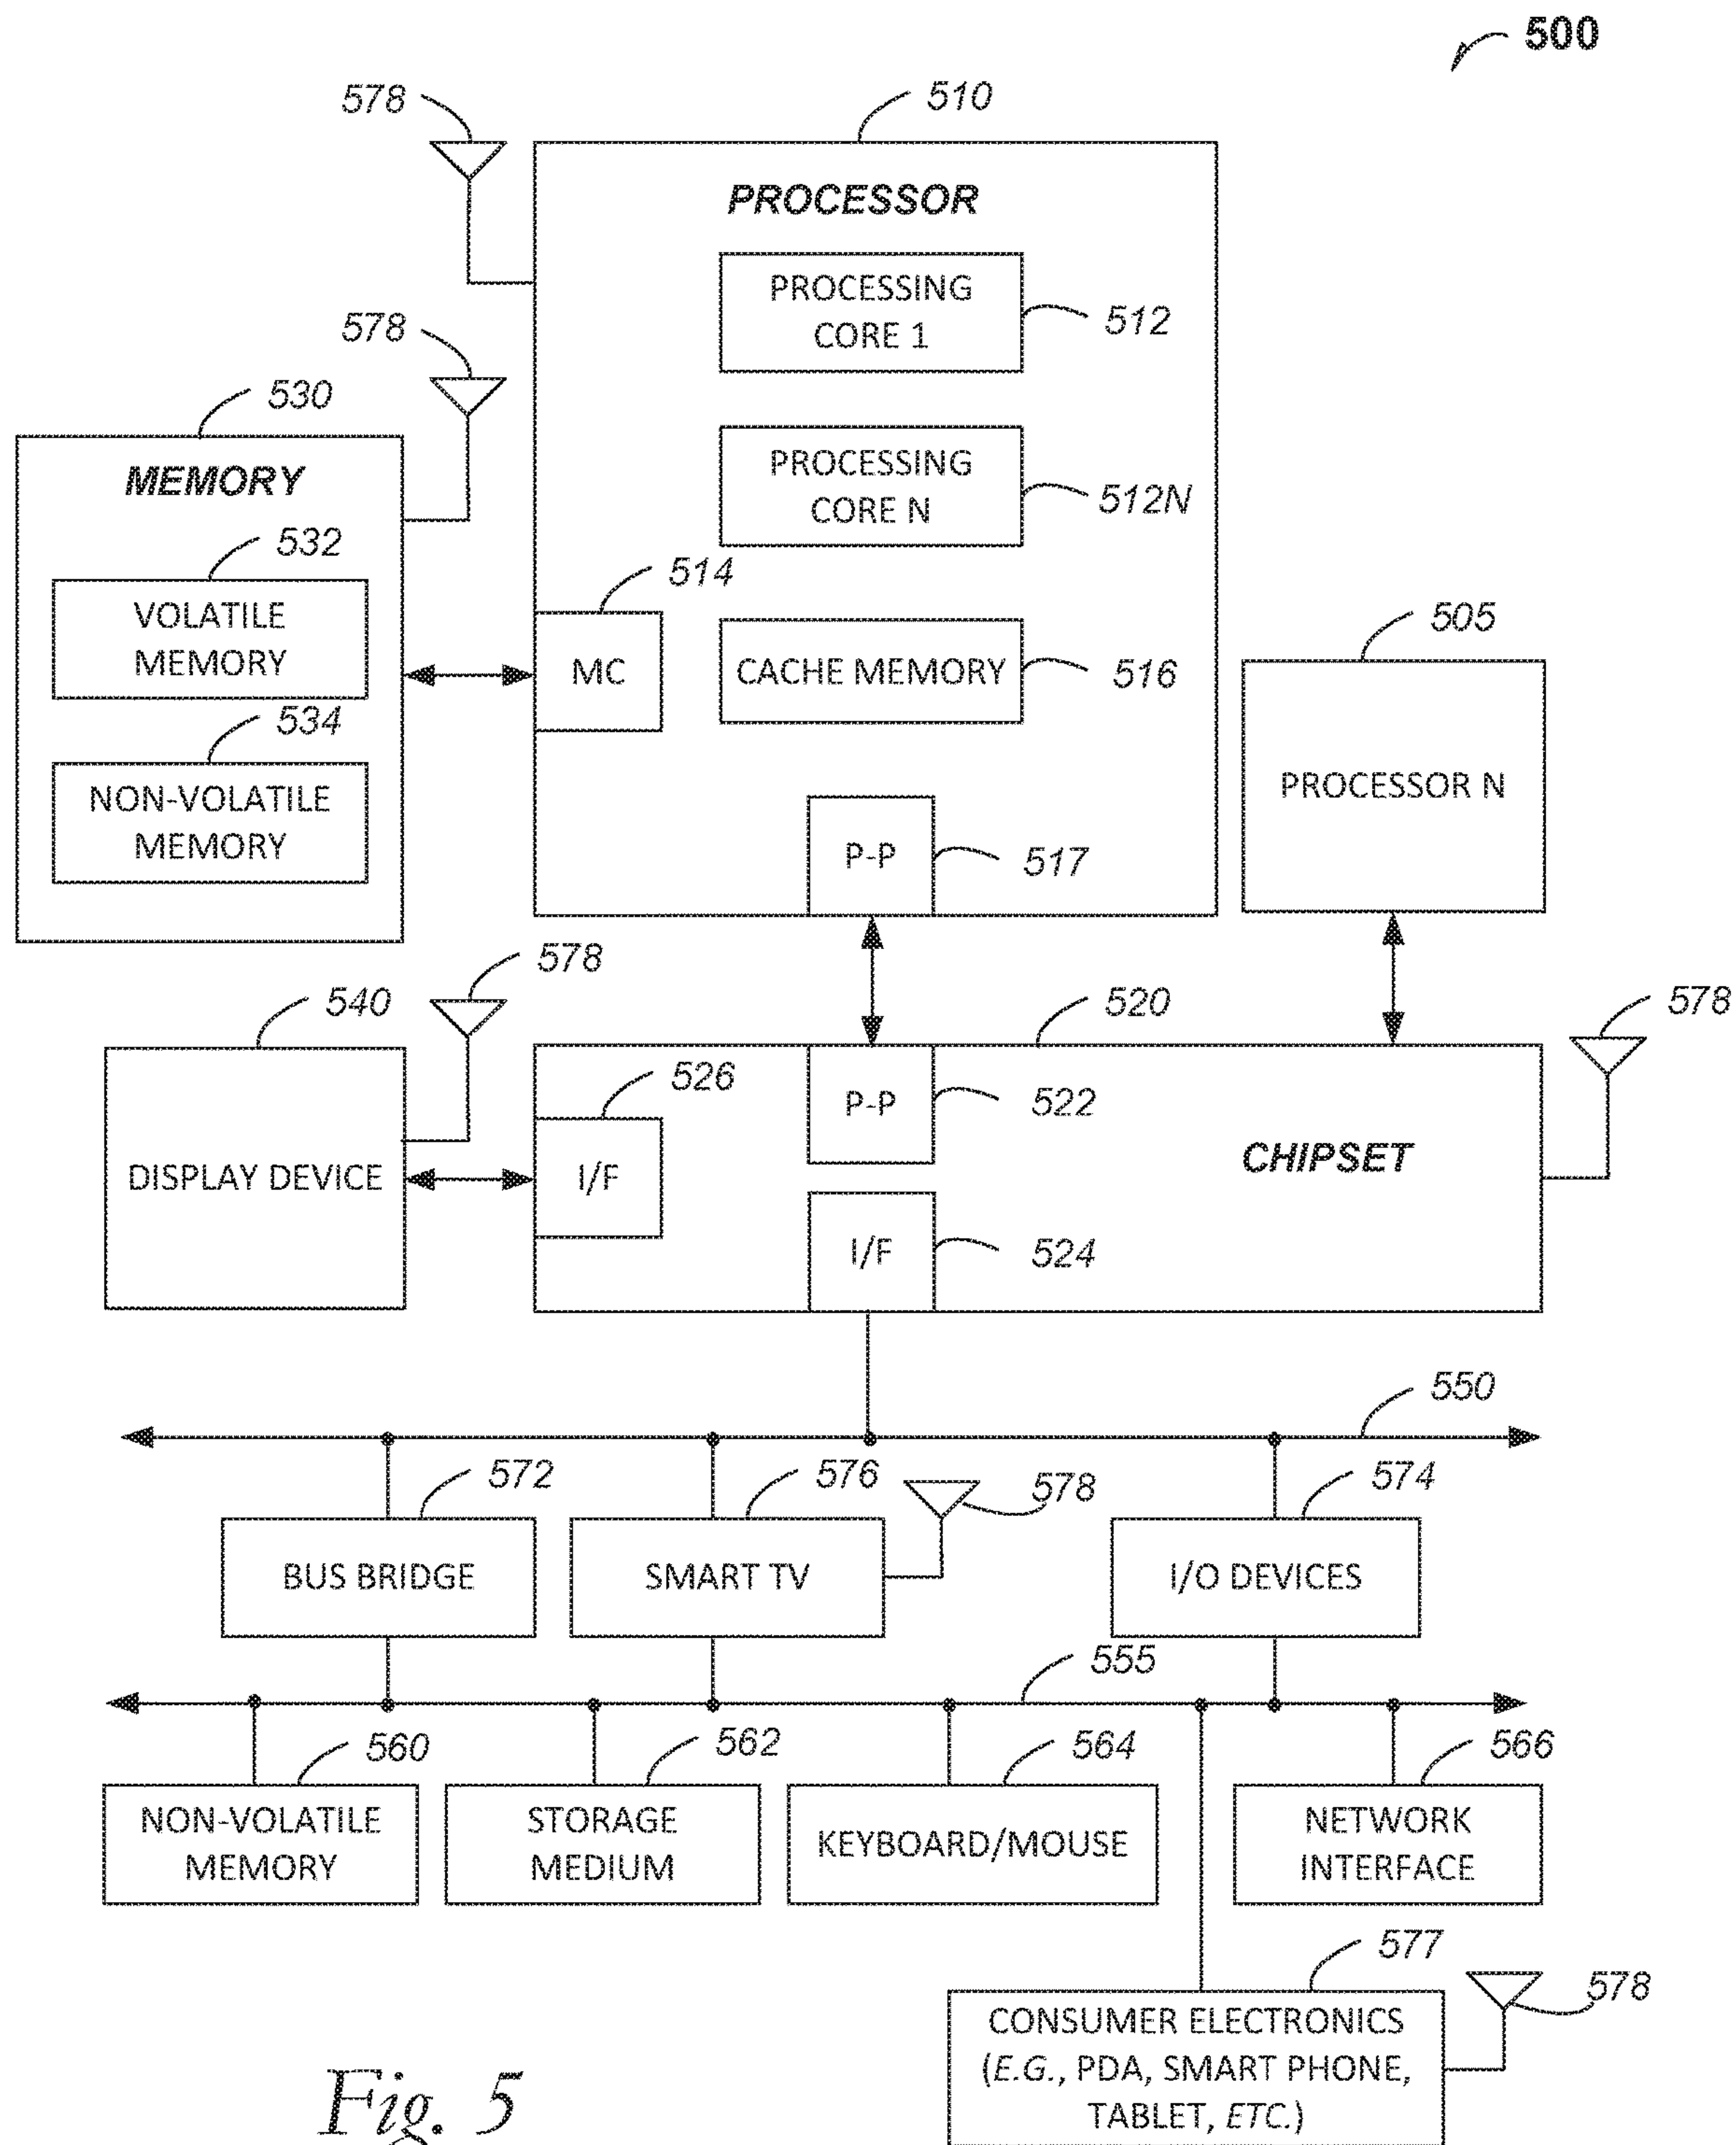 500
578
510
PROCESSOR
PROCESSING
CORE 1
512
578
530
MEMORY
PROCESSING
CORE N
512N
532
VOLATILE
MEMORY
514
MC
CACHE MEMORY
516
505
PROCESSOR N
534
NON-VOLATILE
MEMORY
P-P
517
578
540
DISPLAY DEVICE
520
578
526
I/F
P-P
522
CHIPSET
I/F
524
550
572
BUS BRIDGE
576
SMART TV
578
574
I/O DEVICES
555
560
NON-VOLATILE
MEMORY
562
STORAGE
MEDIUM
564
KEYBOARD/MOUSE
566
NETWORK
INTERFACE
577
CONSUMER ELECTRONICS
(E.G., PDA, SMART PHONE,
TABLET, ETC.)
578
Fig. 5